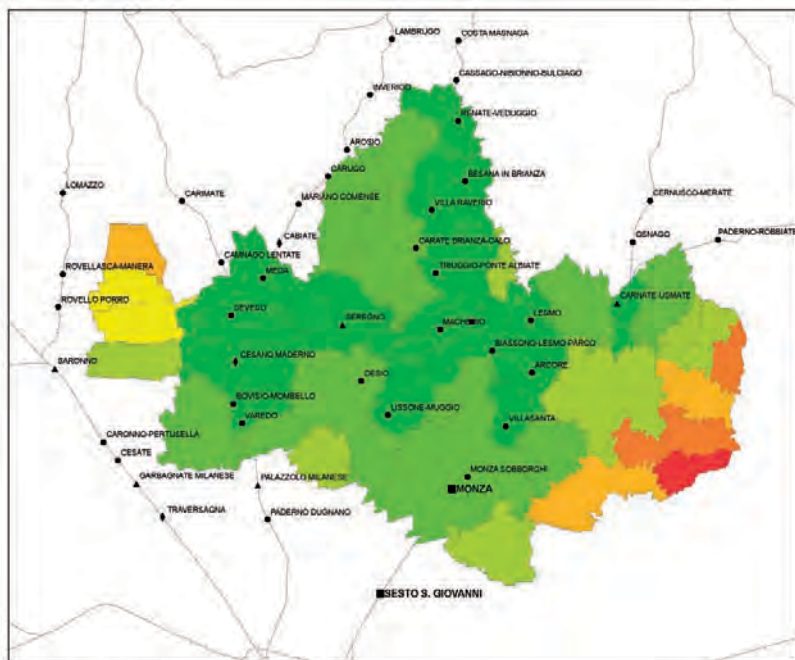 LAMBRUGO
COSTA MASNAGA
CASSAGO-NIBIONNO-BULCIAGO
INVERIGO
RENATE-VEDUGGIO
AROSIO
CARUGO
BESANA IN BRIANZA
LOMAZZO
CARIMATE
MARIANO COMENSE
VILLA RAVERIO
CERNUSCO-MERATE
CABIATE
CARATE BRIANZA-CALO
OSNAGO
PADERNO-ROBBIATE
CAMNAGO LENTATE
ROVELLASCA-MANERA
MEDA
TRIUGGIO-PONTE ALBIATE
ROVELLO PORRO
CARNATE-USMATE
SEVESO
SEREGNO
LESMO
BIASSONO-LESMO-PARCO
SARONNO
CESANO MADERNO
ARCORE
DESIO
BOVISIO-MOMBELLO
LISSONE-MUGGIO
VAREDO
VILLASANTA
CARONNO-PERTUSELLA
CESATE
MONZA SOBBORGHI
GARBAGNATE MILANESE
PALAZZOLO MILANESE
MONZA
TRAVERSAGNA
PADERNO DUGNANO
SESTO S. GIOVANNI